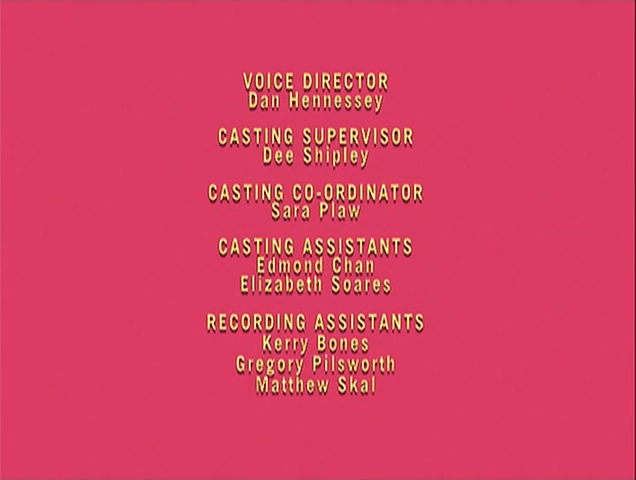 VOICE DIRECTOR
Dan Hennessey
CASTING SUPERVISOR
Dee Shipley
CASTING CO-ORDINATOR
Sara Plaw
CASTING ASSISTANTS
Edmond Chan
Elizabeth Soares
RECORDING ASSISTANTS
Kerry Bones
Gregory Pilsworth
Matthew Skal